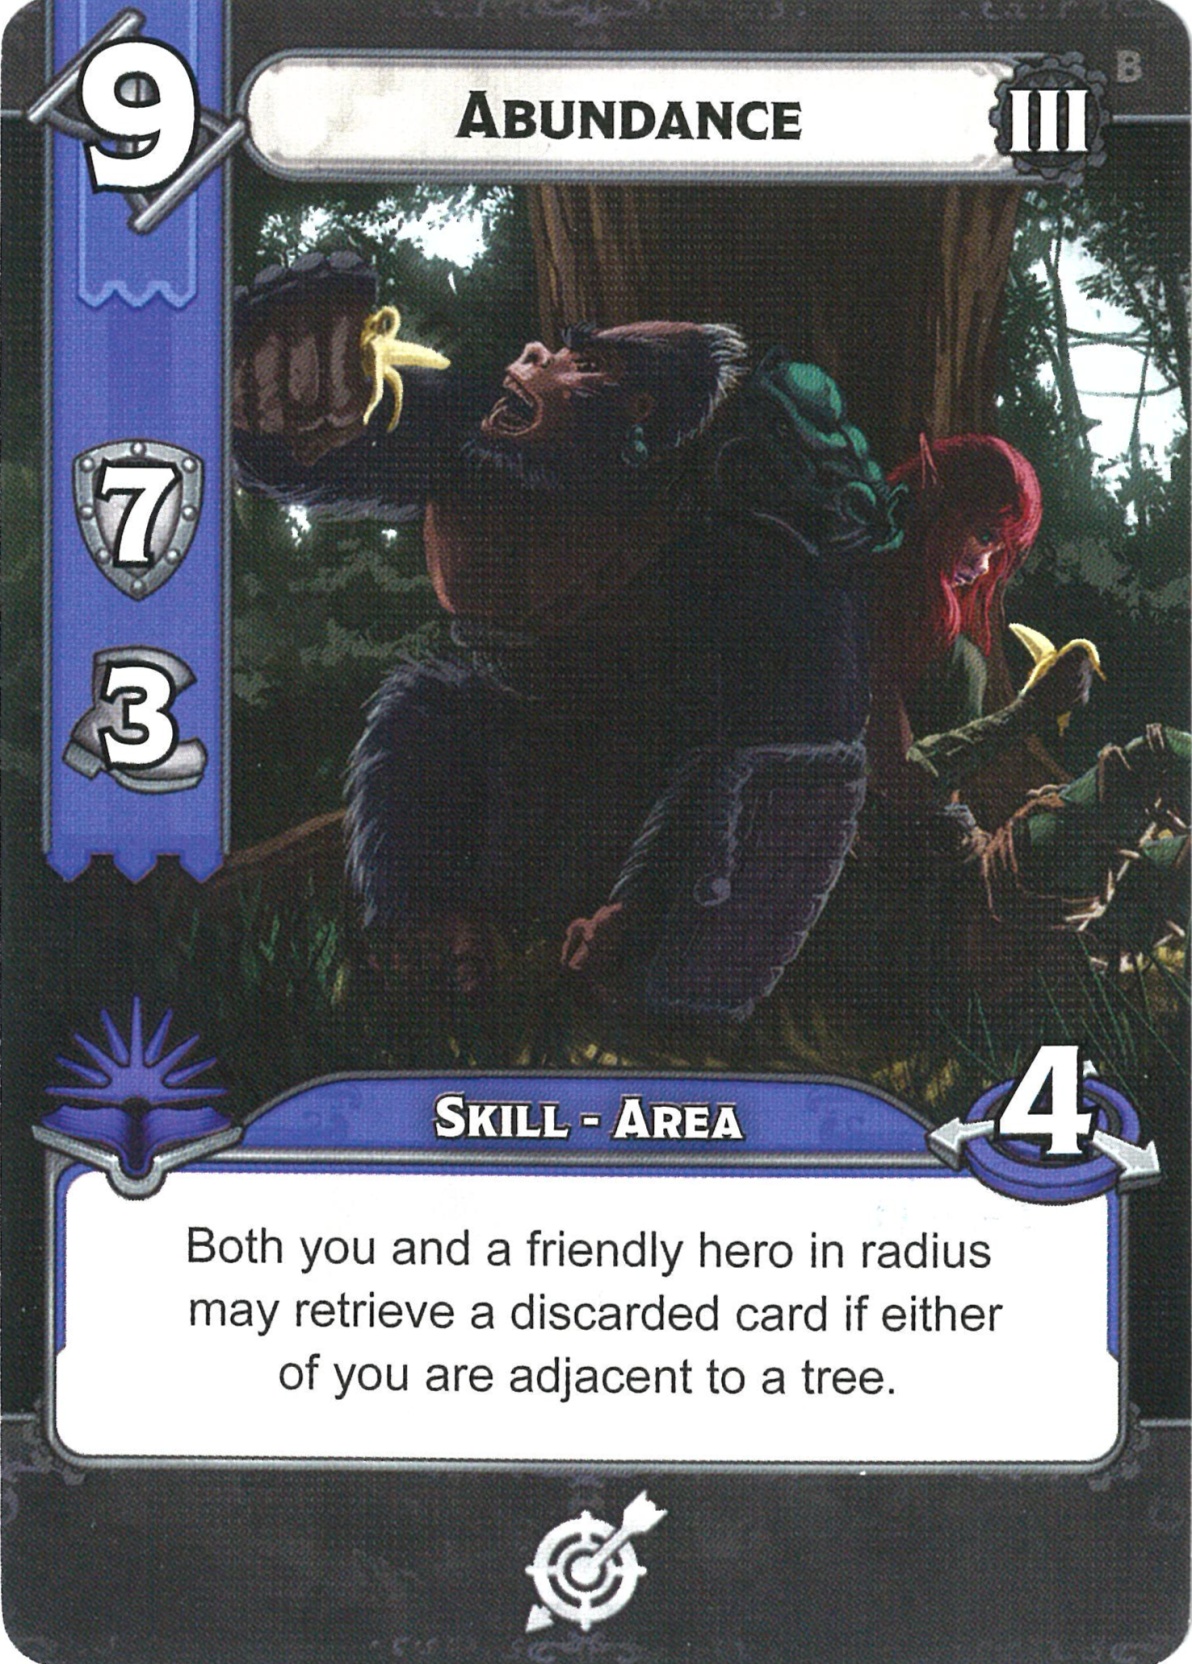 9
ABUNDANCE
III
B
7
3
SKILL - AREA
4
Both you and a friendly hero in radius
may retrieve a discarded card if either
of you are adjacent to a tree.